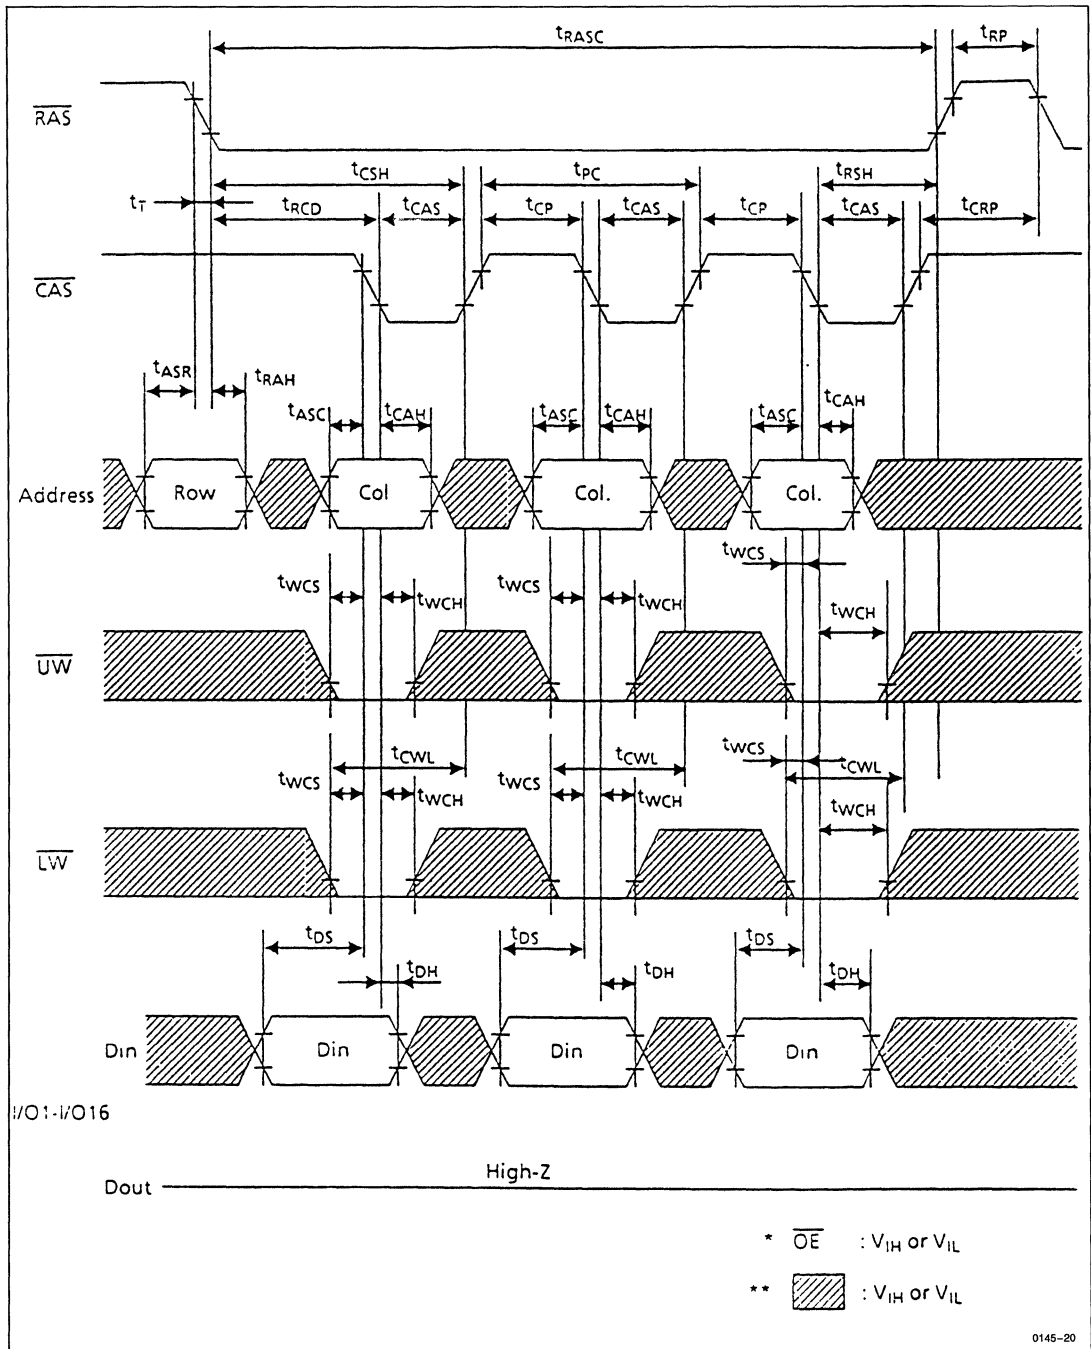 tRASC tRP
RAS
tCSH tPC tRSH
tT tRCD tCAS tCP tCAS tCP tCAS tCRP
CAS
tASR tRAH
tASC tCAH tASC tCAH tASC tCAH
Address Row Col Col. Col.
tWCS
tWCS tWCH tWCS tWCH tWCH
UW
tWCS
tCWL tCWL tCWL
tWCS tWCH tWCS tWCH tWCH
LW
tDS tDS tDS
tDH tDH tDH
Din Din Din Din
I/O1-I/O16
High-Z
Dout
* OE : VIH or VIL
** : VIH or VIL
0145-20